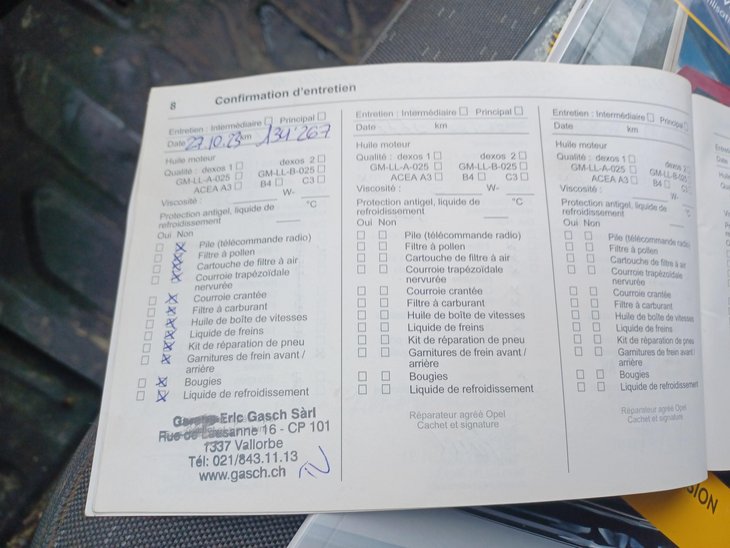 8 Confirmation d'entretien
Entretien : Intermédiaire ☐ Principal ☐
Date 27.10.23 km 134'267
Huile moteur
Qualité : dexos 1 ☐ dexos 2 ☐
GM-LL-A-025 ☐ GM-LL-B-025 ☐
ACEA A3 ☐ B4 ☐ C3 ☐
Viscosité : W-
Protection antigel, liquide de
refroidissement °C
Oui Non
Pile (télécommande radio)
Filtre à pollen
Cartouche de filtre à air
Courroie trapézoïdale
nervurée
Courroie crantée
Filtre à carburant
Huile de boîte de vitesses
Liquide de freins
Kit de réparation de pneu
Garnitures de frein avant /
arrière
Bougies
Liquide de refroidissement
Eric Gasch Sàrl
Rue de Lausanne 16 - CP 101
1337 Vallorbe
Tél: 021/843.11.13
www.gasch.ch
Entretien : Intermédiaire ☐ Principal ☐
Date km
Huile moteur
Qualité : dexos 1 ☐ dexos 2 ☐
GM-LL-A-025 ☐ GM-LL-B-025 ☐
ACEA A3 ☐ B4 ☐ C3 ☐
Viscosité : W-
Protection antigel, liquide de
refroidissement : °C
Oui Non
Pile (télécommande radio)
Filtre à pollen
Cartouche de filtre à air
Courroie trapézoïdale
nervurée
Courroie crantée
Filtre à carburant
Huile de boîte de vitesses
Liquide de freins
Kit de réparation de pneu
Garnitures de frein avant /
arrière
Bougies
Liquide de refroidissement
Réparateur agréé Opel
Cachet et signature
Entretien : Intermédiaire ☐ Principal ☐
Date km
Huile moteur
Qualité : dexos 1 ☐ dexos 2
GM-LL-A-025 ☐ GM-LL-B-025
ACEA A3 ☐ B4 ☐ C3
Viscosité : W-
Protection antigel, liquide de
refroidissement : °C
Oui Non
Pile (télécommande radio)
Filtre à pollen
Cartouche de filtre à air
Courroie trapézoïdale
nervurée
Courroie crantée
Filtre à carburant
Huile de boîte de vitesses
Liquide de freins
Kit de réparation de pneu
Garnitures de frein avant /
arrière
Bougies
Liquide de refroidissement
Réparateur agréé Opel
Cachet et signature